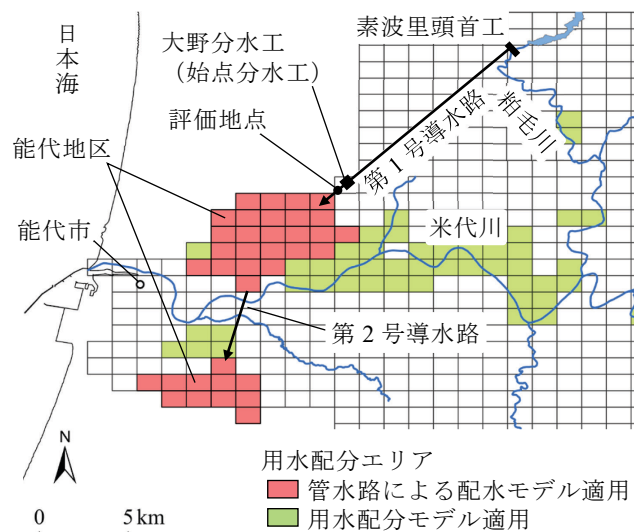 日本海
大野分水工
（始点分水工）
素波里頭首工
評価地点
第1号導水路
粕毛川
能代地区
能代市
米代川
第2号導水路
N
0 5km
用水配分エリア
管水路による配水モデル適用
用水配分モデル適用